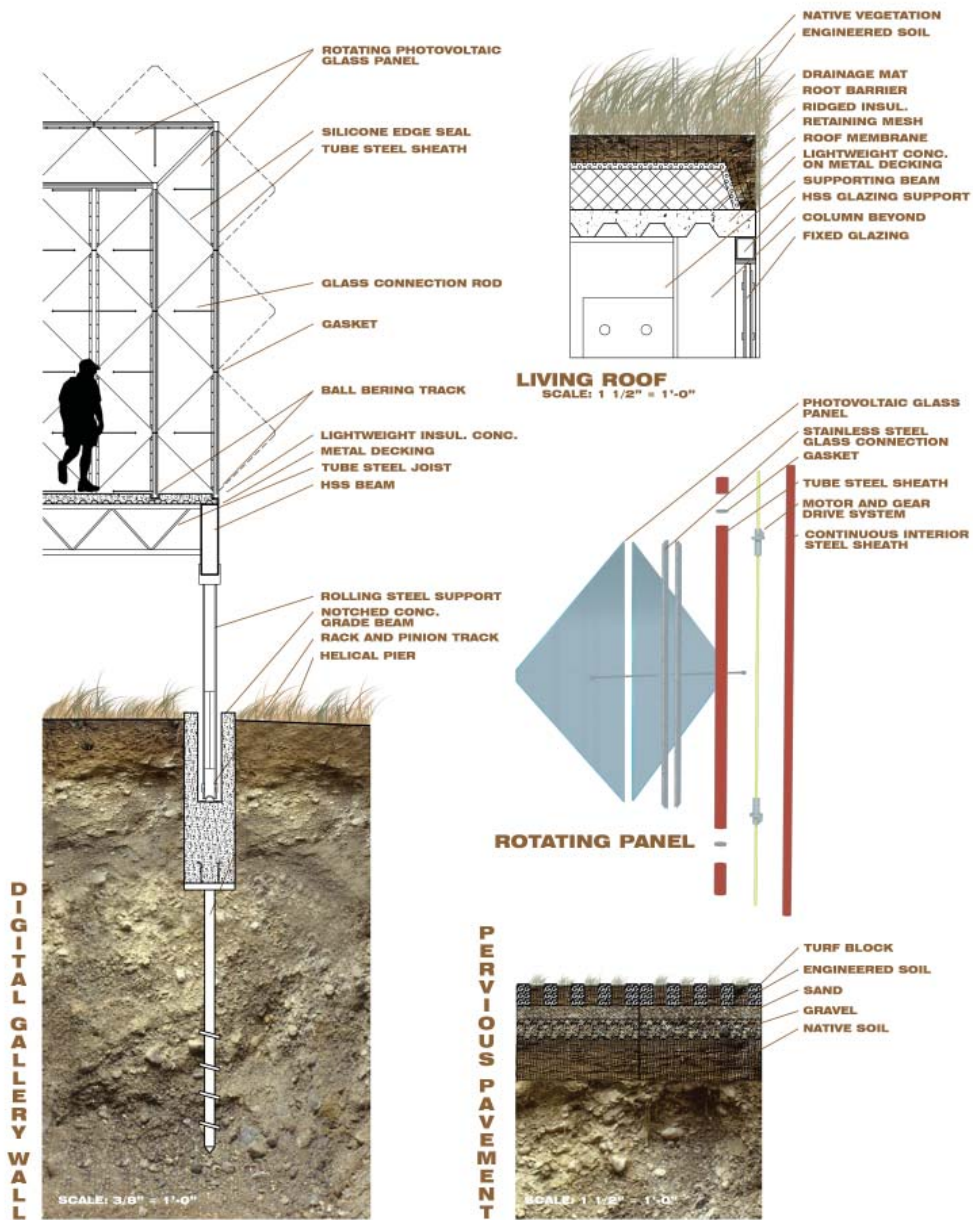 ROTATING PHOTOVOLTAIC
GLASS PANEL
SILICONE EDGE SEAL
TUBE STEEL SHEATH
GLASS CONNECTION ROD
GASKET
BALL BERING TRACK
LIGHTWEIGHT INSUL. CONC.
METAL DECKING
TUBE STEEL JOIST
HSS BEAM
ROLLING STEEL SUPPORT
NOTCHED CONC.
GRADE BEAM
RACK AND PINION TRACK
HELICAL PIER
DIGITAL GALLERY WALL
SCALE: 3/8" = 1'-0"
NATIVE VEGETATION
ENGINEERED SOIL
DRAINAGE MAT
ROOT BARRIER
RIDGED INSUL.
RETAINING MESH
ROOF MEMBRANE
LIGHTWEIGHT CONC.
ON METAL DECKING
SUPPORTING BEAM
HSS GLAZING SUPPORT
COLUMN BEYOND
FIXED GLAZING
LIVING ROOF
SCALE: 1 1/2" = 1'-0"
PHOTOVOLTAIC GLASS
PANEL
STAINLESS STEEL
GLASS CONNECTION
GASKET
TUBE STEEL SHEATH
MOTOR AND GEAR
DRIVE SYSTEM
CONTINUOUS INTERIOR
STEEL SHEATH
ROTATING PANEL
TURF BLOCK
ENGINEERED SOIL
SAND
GRAVEL
NATIVE SOIL
PERVIOUS PAVEMENT
SCALE: 1 1/2" = 1'-0"